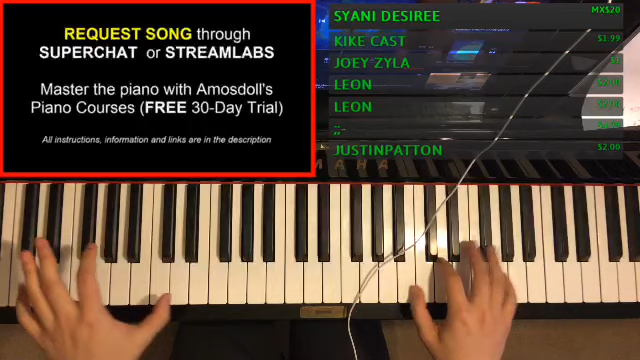 REQUEST SONG through
SUPERCHAT or STREAMLABS
Master the piano with Amosdoll's
Piano Courses (FREE 30-Day Trial)
All instructions, information and links are in the description
SYANI DESIREE MX$20
KIKE CAST $1.99
JOEY ZYLA
LEON
LEON
JUSTINPATTON $2.00